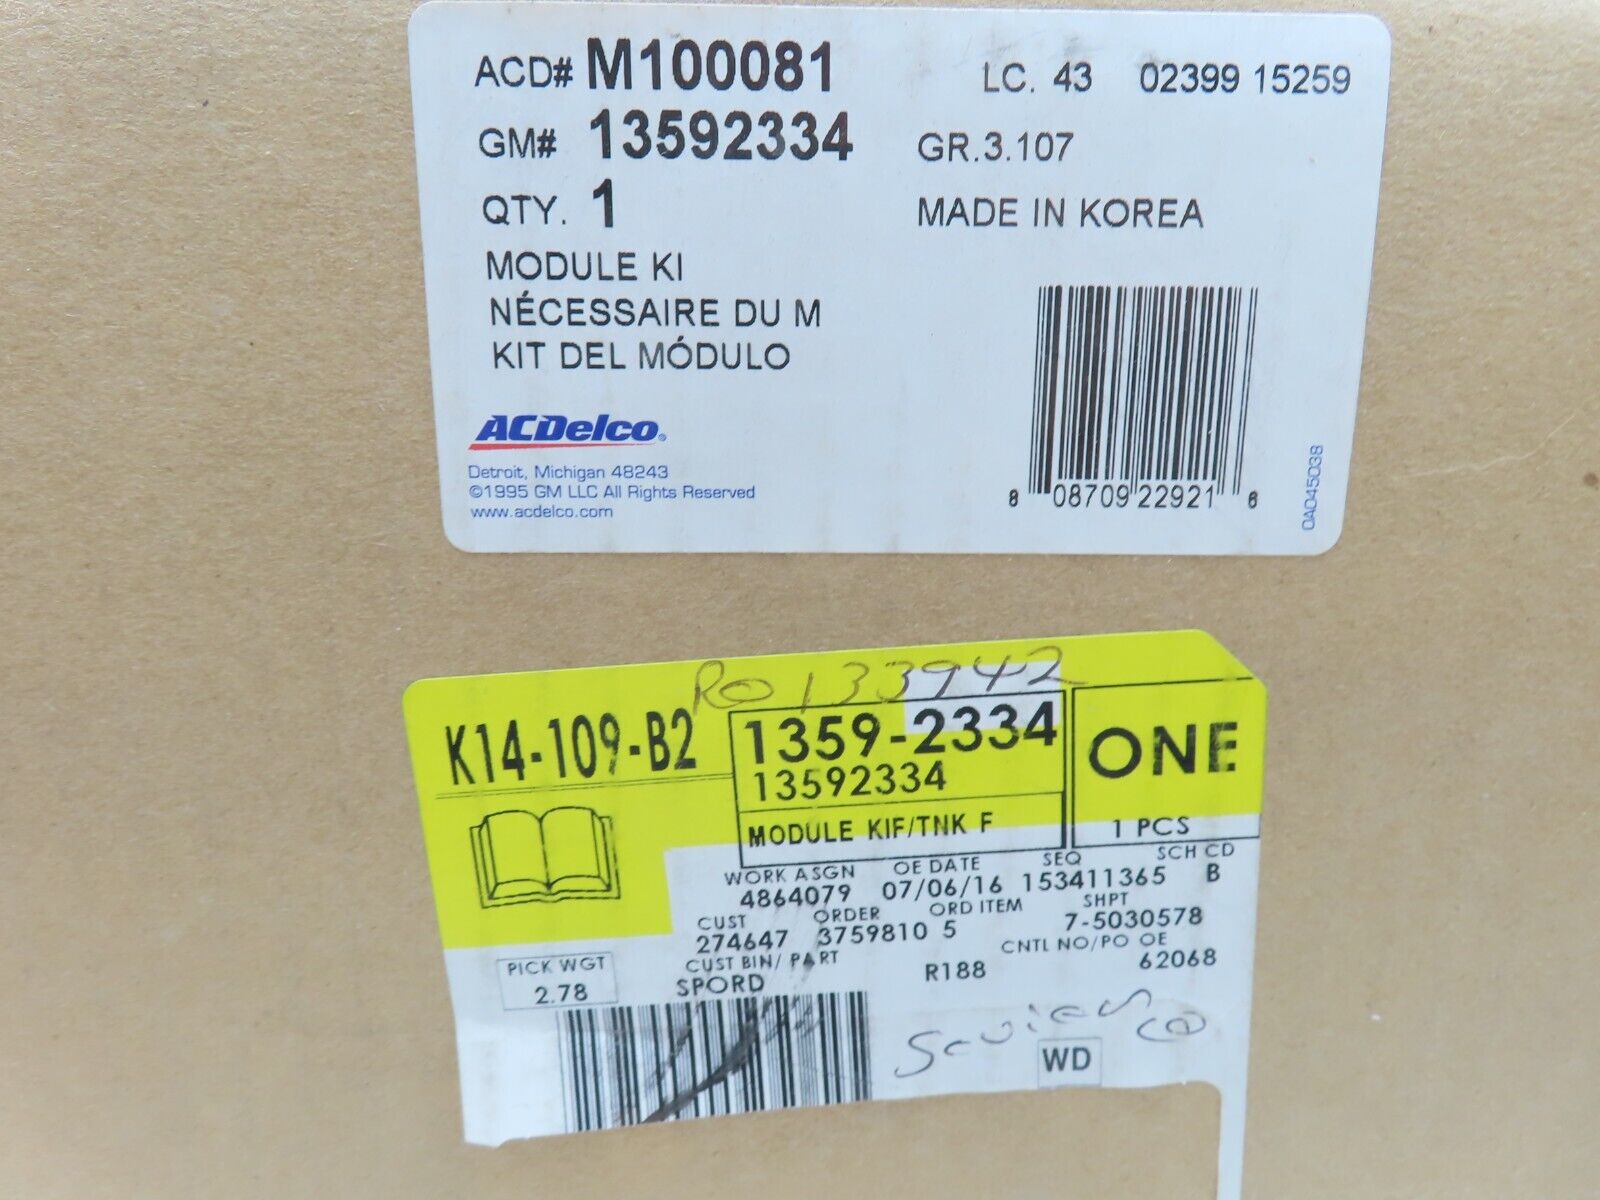 ACD# M100081 LC. 43 02399 15259
GM# 13592334 GR.3.107
QTY. 1 MADE IN KOREA
MODULE KI
NÉCESSAIRE DU M
KIT DEL MÓDULO
ACDelco®
Detroit, Michigan 48243
©1995 GM LLC All Rights Reserved
www.acdelco.com
8 08709 22921 6
0A045038
RO 133942
K14-109-B2 1359-2334 ONE
13592334
MODULE KIF/TNK F 1 PCS
WORK ASGN OE DATE SEQ SCH CD
4864079 07/06/16 153411365 B
CUST ORDER ORD ITEM SHPT
274647 3759810 5 7-5030578
PICK WGT CUST BIN/ PART CNTL NO/PO OE
2.78 SPORD R188 62068
WD